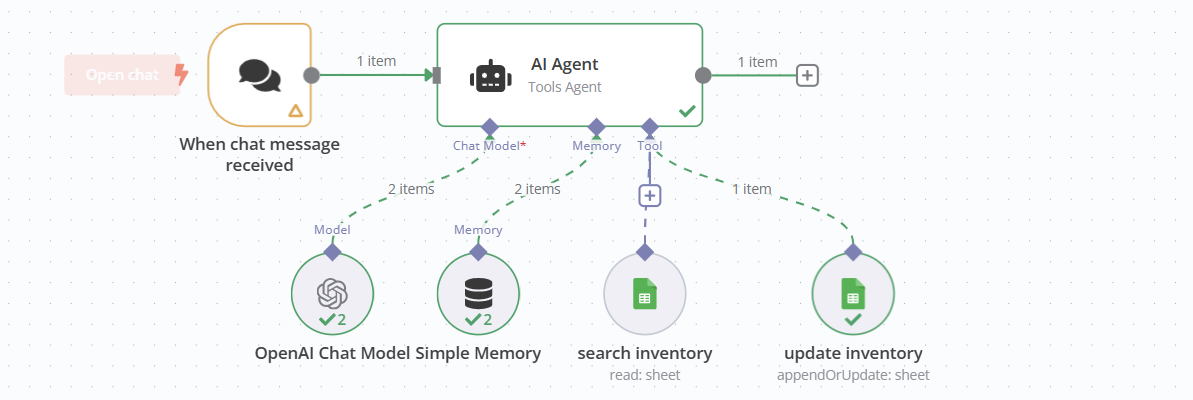 Open chat
1 item
AI Agent
Tools Agent
1 item
When chat message
received
Chat Model*
Memory
Tool
2 items
2 items
1 item
Model
Memory
2
2
OpenAI Chat Model
Simple Memory
search inventory
read: sheet
update inventory
appendOrUpdate: sheet